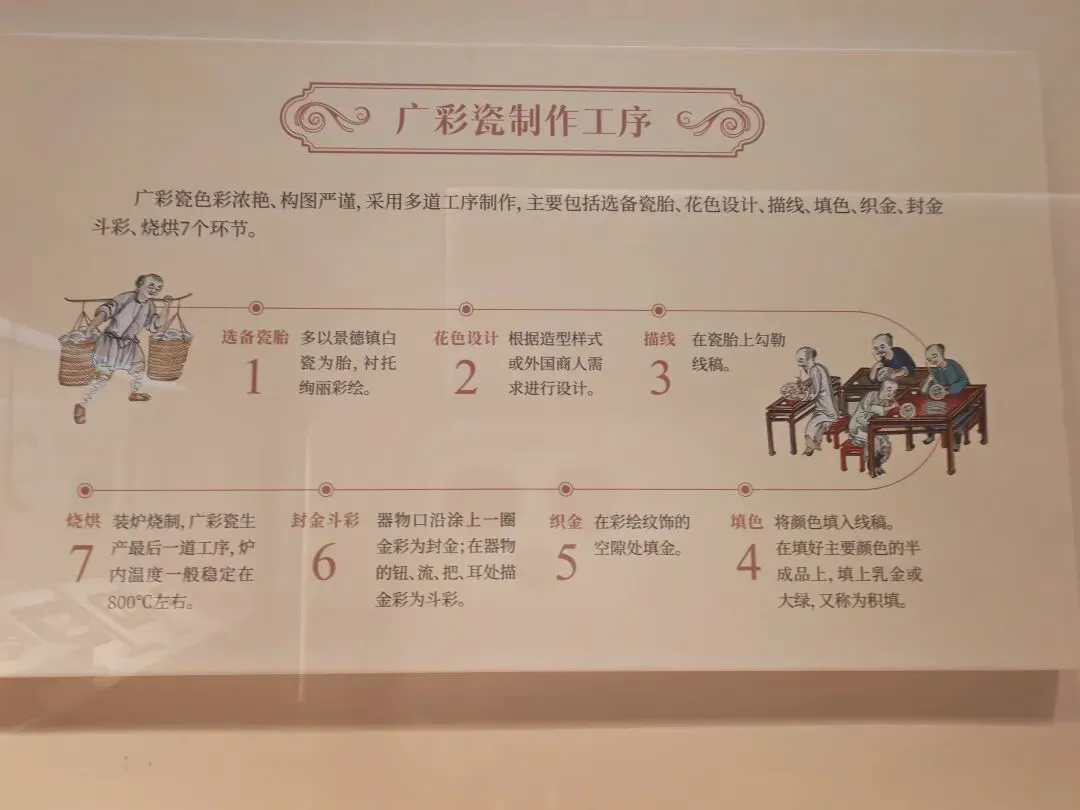 广彩瓷制作工序
广彩瓷色彩浓艳、构图严谨,采用多道工序制作,主要包括选备瓷胎、花色设计、描线、填色、织金、封金
斗彩、烧烘7个环节。
选备瓷胎
1
多以景德镇白
瓷为胎,衬托
绚丽彩绘。
花色设计
2
根据造型样式
或外国商人需
求进行设计。
描线
3
在瓷胎上勾勒
线稿。
填色
4
将颜色填入线稿。
在填好主要颜色的半
成品上,填上乳金或
大绿,又称为积填。
织金
5
在彩绘纹饰的
空隙处填金。
封金斗彩
6
器物口沿涂上一圈
金彩为封金;在器物
的钮、流、把、耳处描
金彩为斗彩。
烧烘
7
装炉烧制,广彩瓷生
产最后一道工序,炉
内温度一般稳定在
800℃左右。